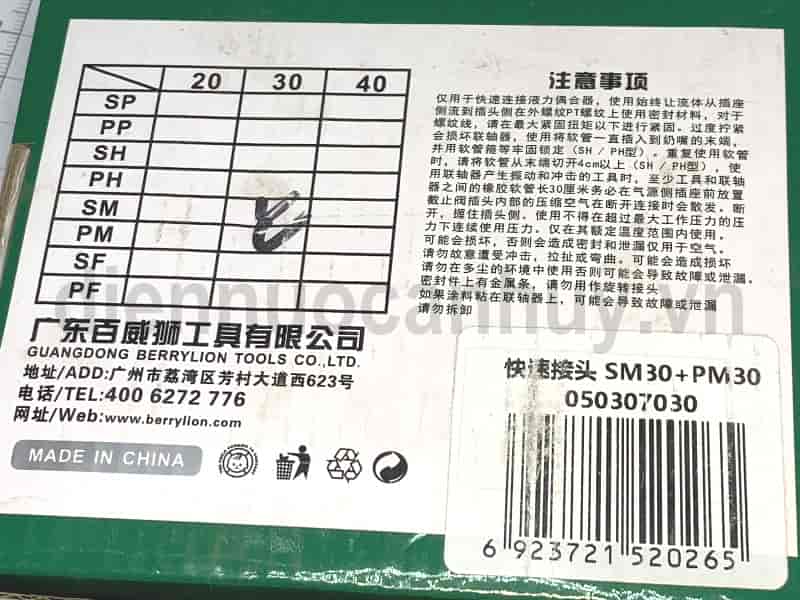 20 30 40
SP
PP
SH
PH
SM
PM
SF
PF
注意事项
仅用于快速连接液力偶合器，使用始终让流体从插座
侧流到插头侧在外螺纹PT螺纹上使用密封材料，对于
螺纹线，请在最大紧固扭矩以下进行紧固。过度拧紧
会损坏联轴器，使用将软管一直插入到奶嘴的末端，
并用软管箍等牢固锁定（SH / PH型）。重复使用软管
时，请将软管从末端切开4cm以上（SH / PH型），使
用联轴器产生振动和冲击的工具时，至少工具和联轴
器之间的橡胶软管长30厘米务必在气源侧插座前放置
截止阀插头内部的压缩空气在断开连接时会散发。断
开，握住插头侧。使用不得在超过最大工作压力的压
力下连续使用压力。仅在其额定温度范围内使用。
可能会损坏，否则会造成密封和泄漏仅用于空气。
请勿故意遭受冲击，拉扯或弯曲。可能会造成损坏
请勿在多尘的环境中使用否则可能会导致故障或泄漏。
密封件上有金属条，请勿用作旋转接头
如果涂料粘在联轴器上，可能会导致故障或泄漏
请勿拆卸
广东百威狮工具有限公司
GUANGDONG BERRYLION TOOLS CO.,LTD.
地址/ADD:广州市荔湾区芳村大道西623号
电话/TEL:400 6272 776
网址/Web:www.berrylion.com
MADE IN CHINA
快速接头 SM30+PM30
050307030
6 923721 520265
diennuocanhuy.vn